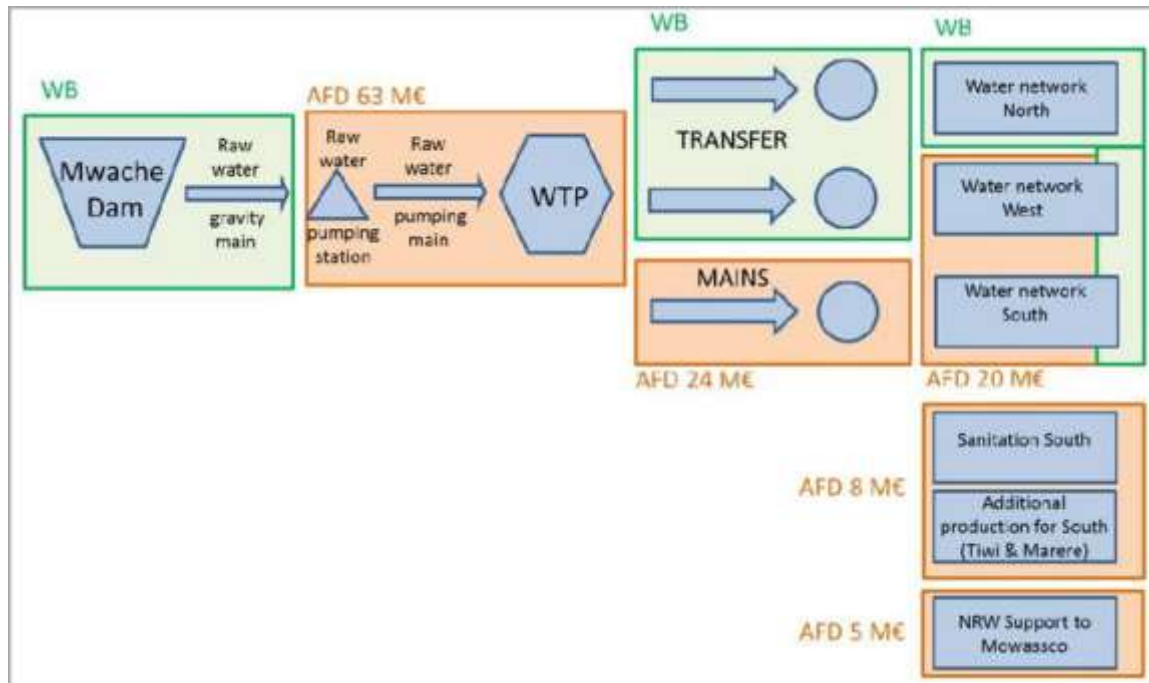 WB
Mwache
Dam
Raw
water
gravity
main
AFD 63 M€
Raw
water
pumping
station
Raw
water
pumping
main
WTP
WB
TRANSFER
MAINS
AFD 24 M€
WB
Water network
North
Water network
West
Water network
South
AFD 20 M€
AFD 8 M€
Sanitation South
Additional
production for South
(Tiwi & Marere)
AFD 5 M€
NRW Support to
Mowassco